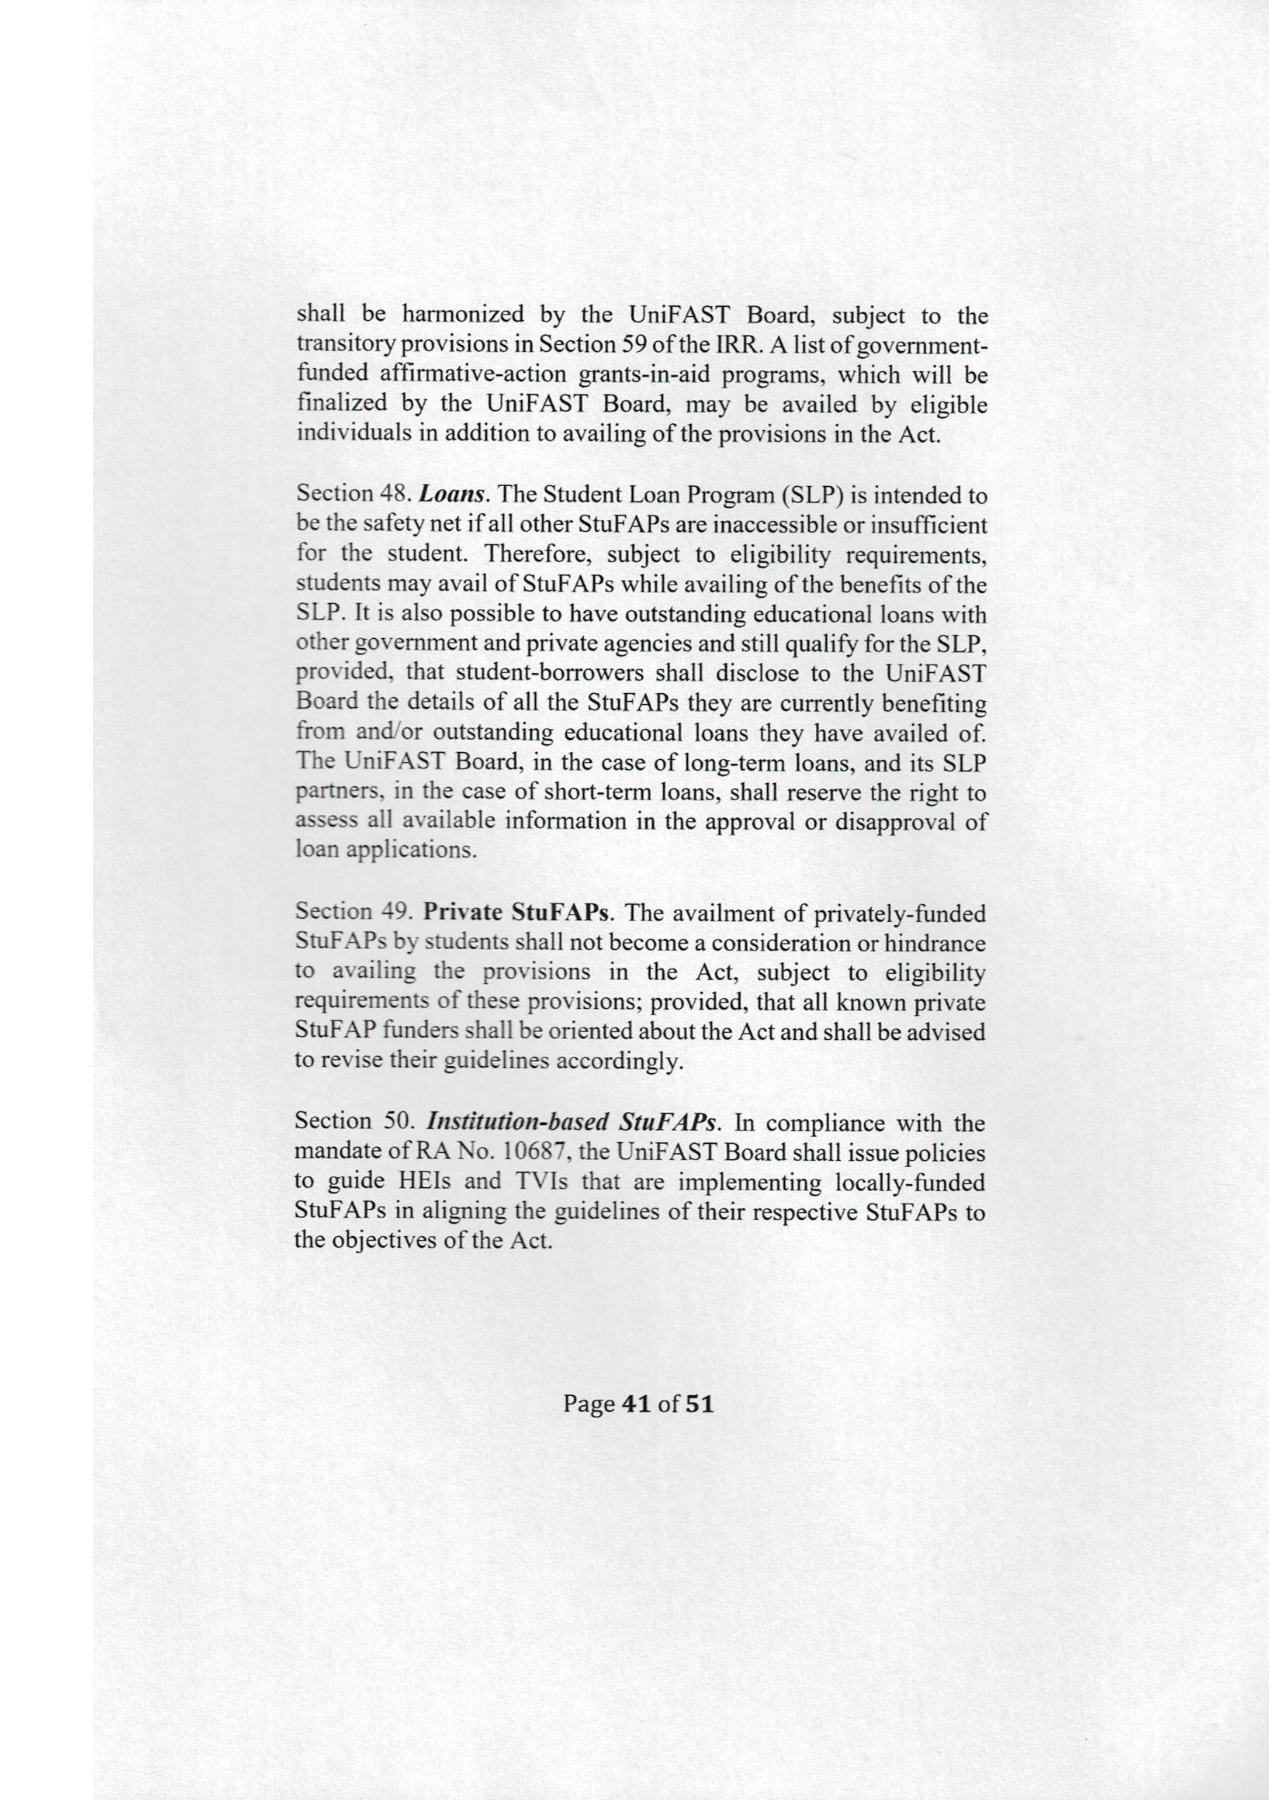 shall be harmonized by the UniFAST Board, subject to the
transitory provisions in Section 59 of the IRR. A list of government-
funded affirmative-action grants-in-aid programs, which will be
finalized by the UniFAST Board, may be availed by eligible
individuals in addition to availing of the provisions in the Act.
Section 48. Loans. The Student Loan Program (SLP) is intended to
be the safety net if all other StuFAPs are inaccessible or insufficient
for the student. Therefore, subject to eligibility requirements,
students may avail of StuFAPs while availing of the benefits of the
SLP. It is also possible to have outstanding educational loans with
other government and private agencies and still qualify for the SLP,
provided, that student-borrowers shall disclose to the UniFAST
Board the details of all the StuFAPs they are currently benefiting
from and/or outstanding educational loans they have availed of.
The UniFAST Board, in the case of long-term loans, and its SLP
partners, in the case of short-term loans, shall reserve the right to
assess all available information in the approval or disapproval of
loan applications.
Section 49. Private StuFAPs. The availment of privately-funded
StuFAPs by students shall not become a consideration or hindrance
to availing the provisions in the Act, subject to eligibility
requirements of these provisions; provided, that all known private
StuFAP funders shall be oriented about the Act and shall be advised
to revise their guidelines accordingly.
Section 50. Institution-based StuFAPs. In compliance with the
mandate of RA No. 10687, the UniFAST Board shall issue policies
to guide HEIs and TVIs that are implementing locally-funded
StuFAPs in aligning the guidelines of their respective StuFAPs to
the objectives of the Act.
Page 41 of 51